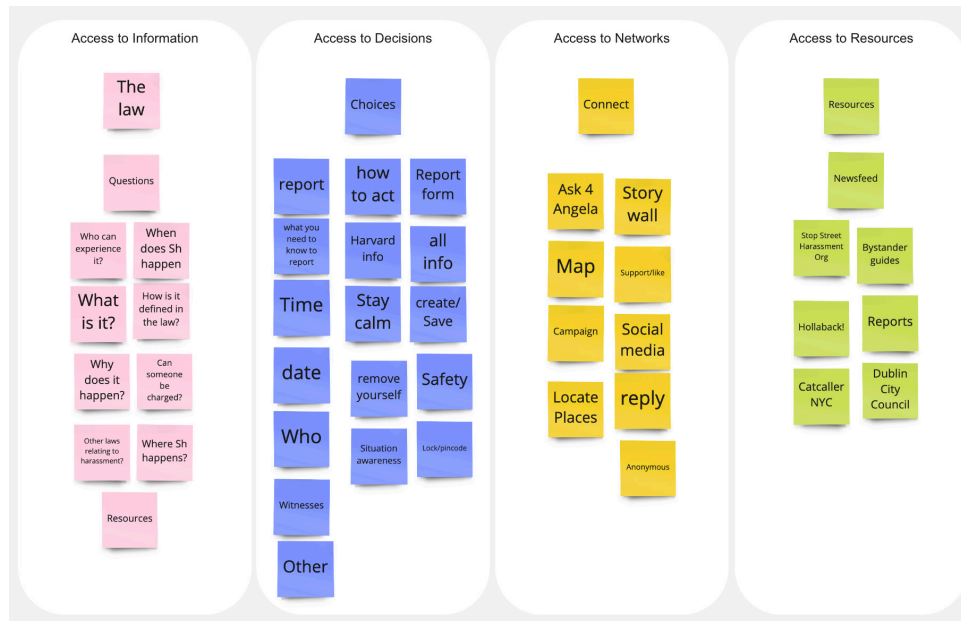 Access to Information
The
law
Questions
Who can
experience
it?
When
does Sh
happen
What
is it?
How is it
defined in
the law?
Why
does it
happen?
Can
someone
be
charged?
Other laws
relating to
harassment?
Where Sh
happens?
Resources
Access to Decisions
Choices
report
how
to act
Report
form
what you
need to
know to
report
Harvard
info
all
info
Time
Stay
calm
create/
Save
date
remove
yourself
Safety
Who
Situation
awareness
Lock/pincode
Witnesses
Other
Access to Networks
Connect
Ask 4
Angela
Story
wall
Map
Support/like
Campaign
Social
media
Locate
Places
reply
Anonymous
Access to Resources
Resources
Newsfeed
Stop Street
Harassment
Org
Bystander
guides
Hollaback!
Reports
Catcaller
NYC
Dublin
City
Council